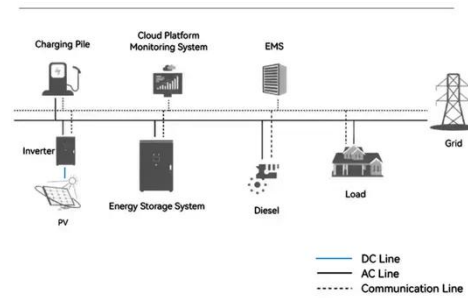 Charging Pile
Cloud Platform
Monitoring System
EMS
Grid
Inverter
PV
Energy Storage System
Diesel
Load
DC Line
AC Line
Communication Line